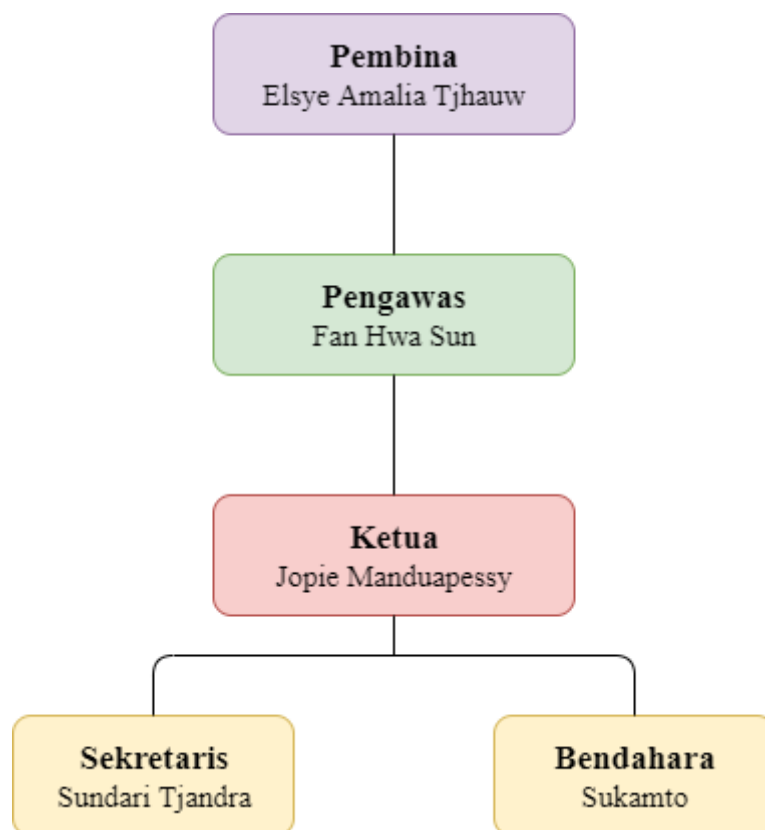 Pembina
Elsye Amalia Tjhauw
Pengawas
Fan Hwa Sun
Ketua
Jopie Manduapessy
Sekretaris
Sundari Tjandra
Bendahara
Sukamto